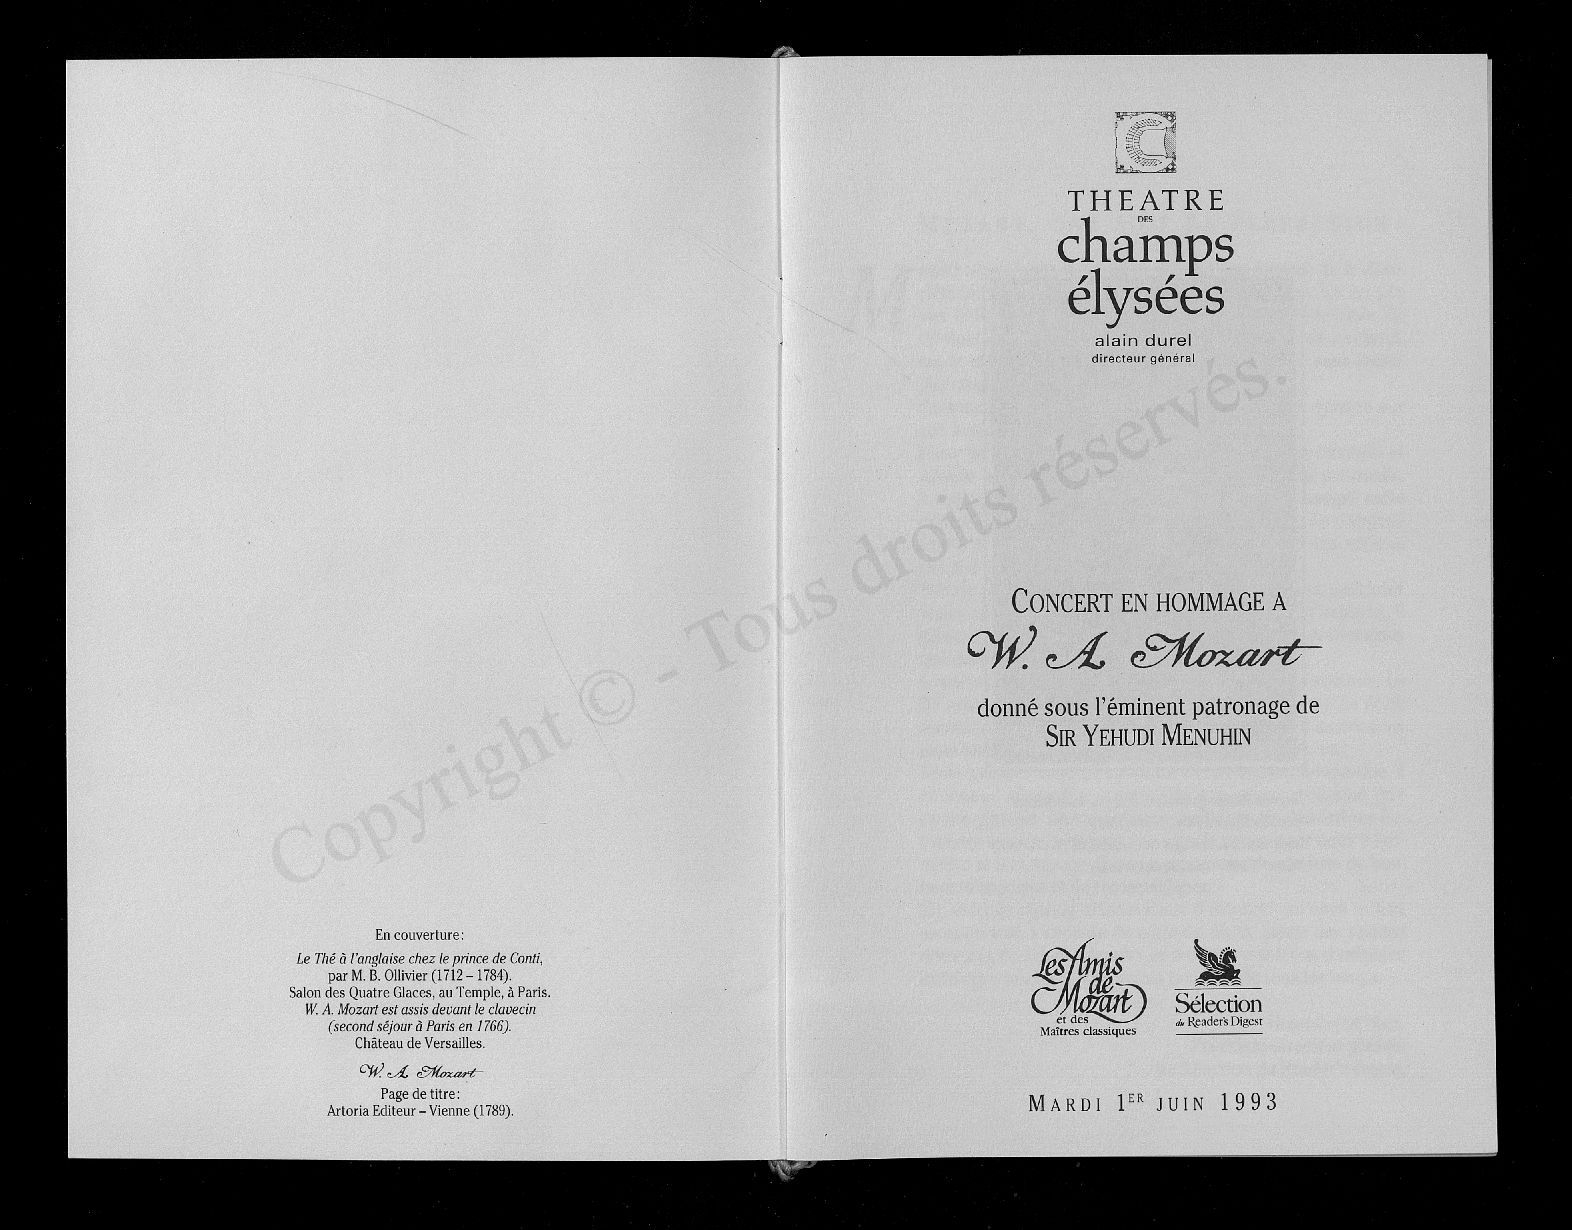 En couverture:
Le Thé à l'anglaise chez le prince de Conti,
par M. B. Ollivier (1712 – 1784).
Salon des Quatre Glaces, au Temple, à Paris.
W. A. Mozart est assis devant le clavecin
(second séjour à Paris en 1766).
Château de Versailles.
W. A. Mozart
Page de titre:
Artoria Editeur – Vienne (1789).
THEATRE
DES
champs
élysées
alain durel
directeur général
CONCERT EN HOMMAGE A
W. A. Mozart
donné sous l'éminent patronage de
SIR YEHUDI MENUHIN
Les Amis
de
Mozart
et des
Maîtres classiques
Sélection
du Reader's Digest
MARDI 1ER JUIN 1993
Copyright © - Tous droits réservés.